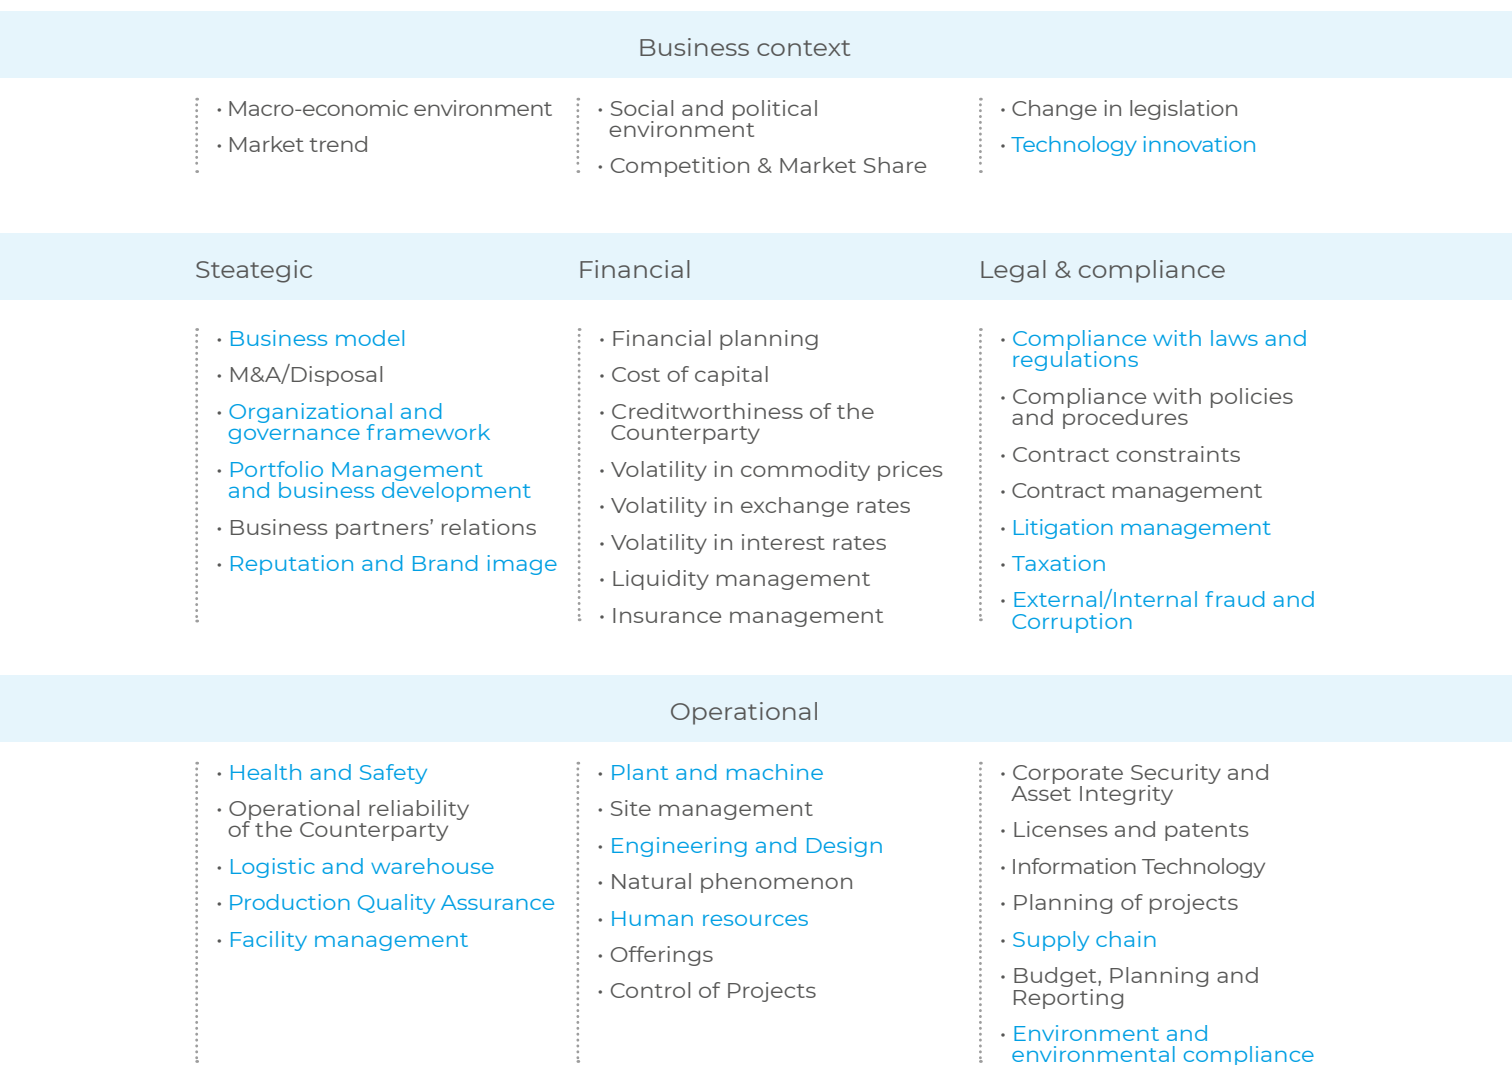 Business context
· Macro-economic environment
· Market trend
· Social and political
environment
· Competition & Market Share
· Change in legislation
· Technology innovation
Steategic
Financial
Legal & compliance
· Business model
· M&A/Disposal
· Organizational and
governance framework
· Portfolio Management
and business development
· Business partners’ relations
· Reputation and Brand image
· Financial planning
· Cost of capital
· Creditworthiness of the
Counterparty
· Volatility in commodity prices
· Volatility in exchange rates
· Volatility in interest rates
· Liquidity management
· Insurance management
· Compliance with laws and
regulations
· Compliance with policies
and procedures
· Contract constraints
· Contract management
· Litigation management
· Taxation
· External/Internal fraud and
Corruption
Operational
· Health and Safety
· Operational reliability
of the Counterparty
· Logistic and warehouse
· Production Quality Assurance
· Facility management
· Plant and machine
· Site management
· Engineering and Design
· Natural phenomenon
· Human resources
· Offerings
· Control of Projects
· Corporate Security and
Asset Integrity
· Licenses and patents
· Information Technology
· Planning of projects
· Supply chain
· Budget, Planning and
Reporting
· Environment and
environmental compliance